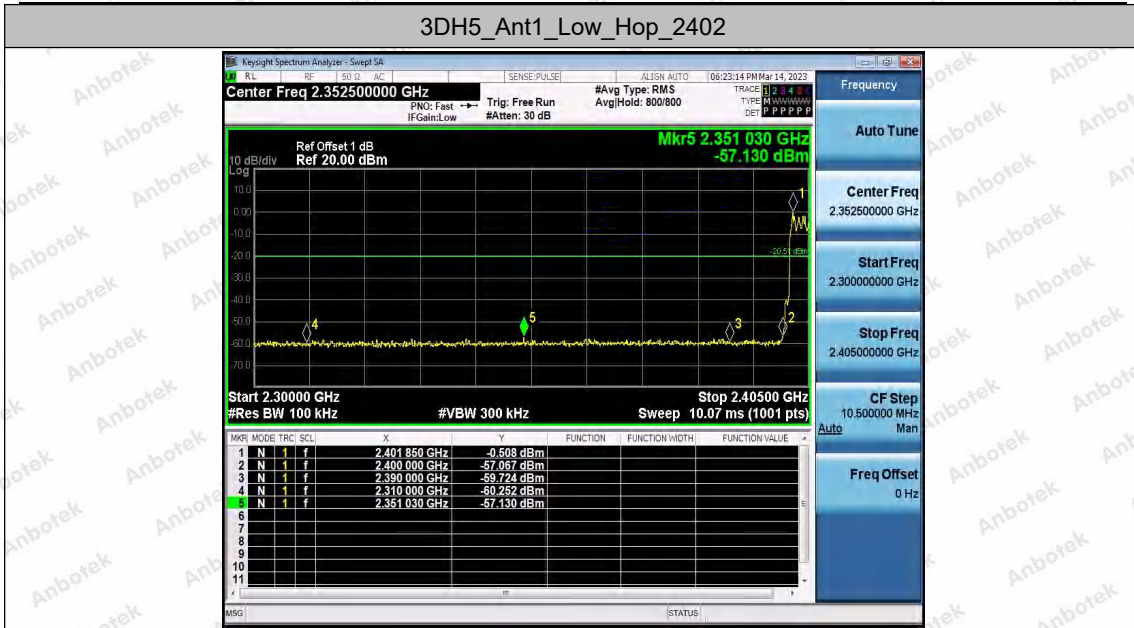 3DH5_Ant1_Low_Hop_2402
Keysight Spectrum Analyzer - Swept SA
RL RF 50 Ω AC SENSE:PULSE ALIGN AUTO 06:23:14 PM Mar 14, 2023
Center Freq 2.352500000 GHz
PNO: Fast
IFGain:Low
Trig: Free Run
#Atten: 30 dB
#Avg Type: RMS
Avg|Hold: 800/800
TRACE 1 2 3 4 5 6
TYPE M WWWWW
DET P P P P P P
Frequency
Auto Tune
Center Freq
2.352500000 GHz
Start Freq
2.300000000 GHz
Stop Freq
2.405000000 GHz
CF Step
10.500000 MHz
Auto Man
Freq Offset
0 Hz
Mkr5 2.351 030 GHz
-57.130 dBm
Ref Offset 1 dB
10 dB/div Ref 20.00 dBm
Log
10.0
0.00
-10.0
-20.0
-30.0
-40.0
-50.0
-60.0
-70.0
-20.51 dBm
1
2
3
4
5
Start 2.30000 GHz Stop 2.40500 GHz
#Res BW 100 kHz #VBW 300 kHz Sweep 10.07 ms (1001 pts)
MKR MODE TRC SCL X Y FUNCTION FUNCTION WIDTH FUNCTION VALUE
1 N 1 f 2.401 850 GHz -0.508 dBm
2 N 1 f 2.400 000 GHz -57.067 dBm
3 N 1 f 2.390 000 GHz -59.724 dBm
4 N 1 f 2.310 000 GHz -60.252 dBm
5 N 1 f 2.351 030 GHz -57.130 dBm
6
7
8
9
10
11
MSG STATUS
Anbotek